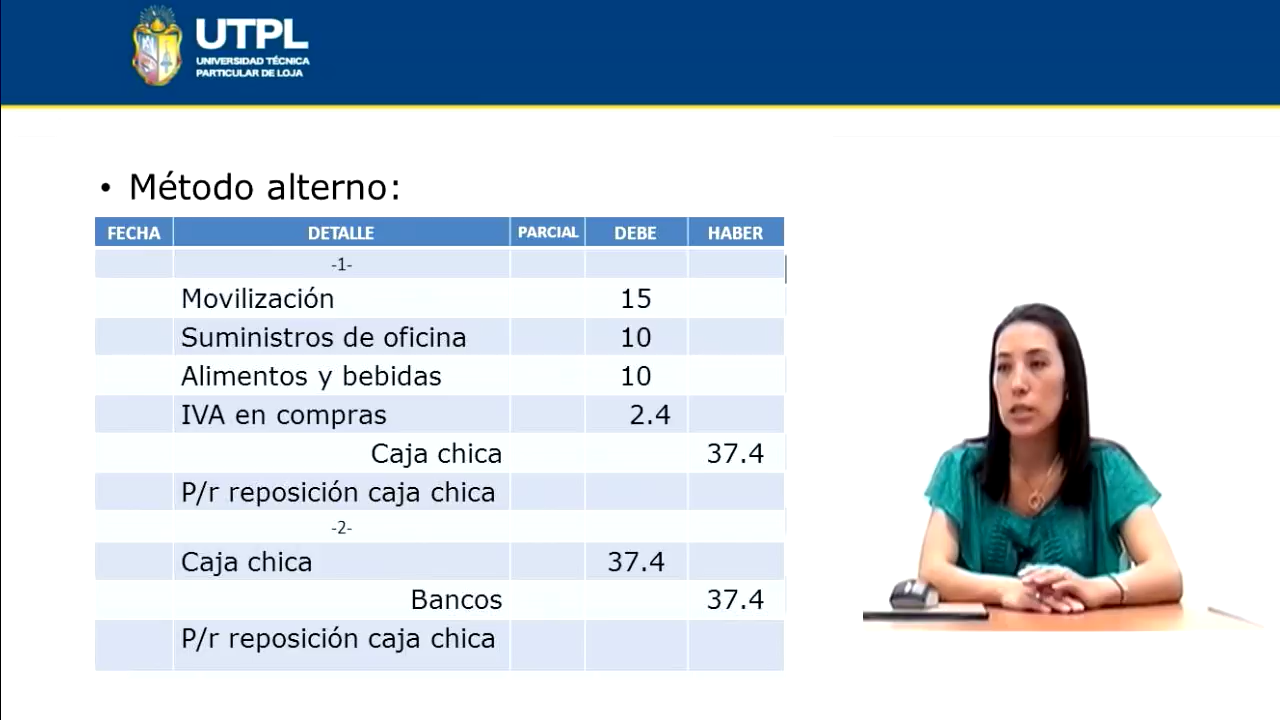 UTPL
UNIVERSIDAD TÉCNICA
PARTICULAR DE LOJA
• Método alterno:
FECHA DETALLE PARCIAL DEBE HABER
-1-
Movilización 15
Suministros de oficina 10
Alimentos y bebidas 10
IVA en compras 2.4
Caja chica 37.4
P/r reposición caja chica
-2-
Caja chica 37.4
Bancos 37.4
P/r reposición caja chica